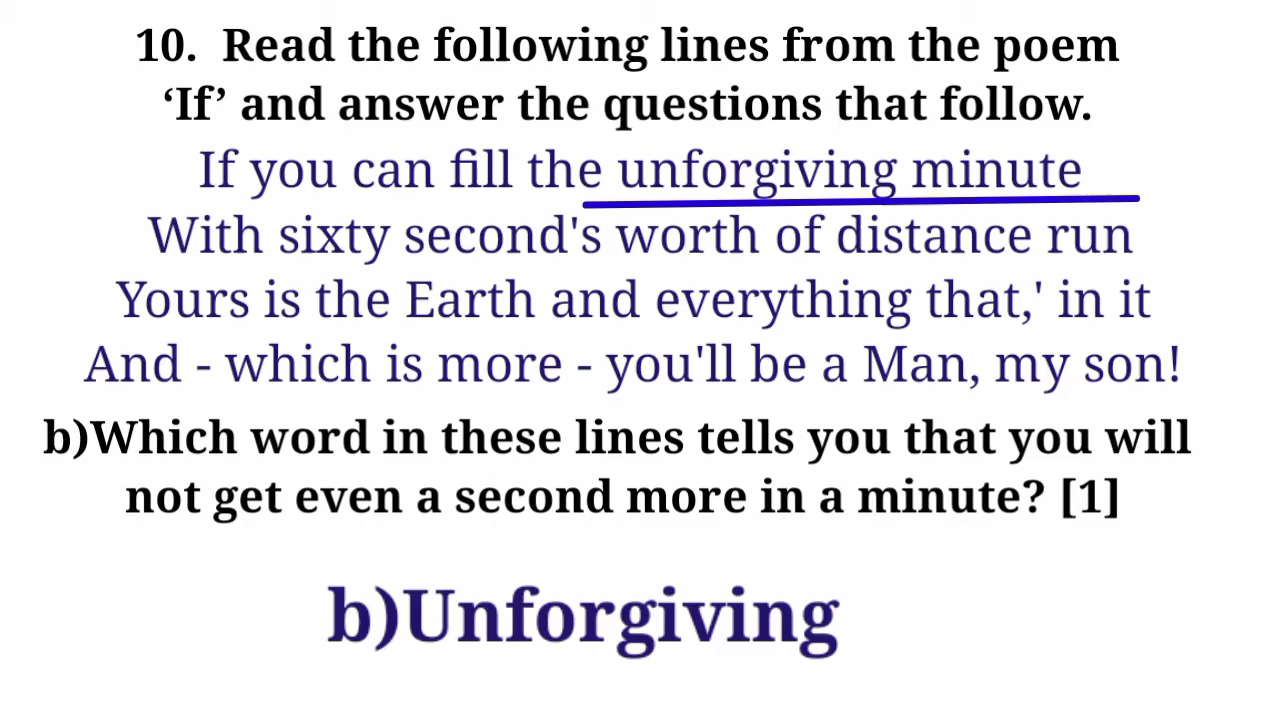 10. Read the following lines from the poem
‘If’ and answer the questions that follow.
If you can fill the unforgiving minute
With sixty second's worth of distance run
Yours is the Earth and everything that,' in it
And - which is more - you'll be a Man, my son!
b)Which word in these lines tells you that you will
not get even a second more in a minute? [1]
b)Unforgiving